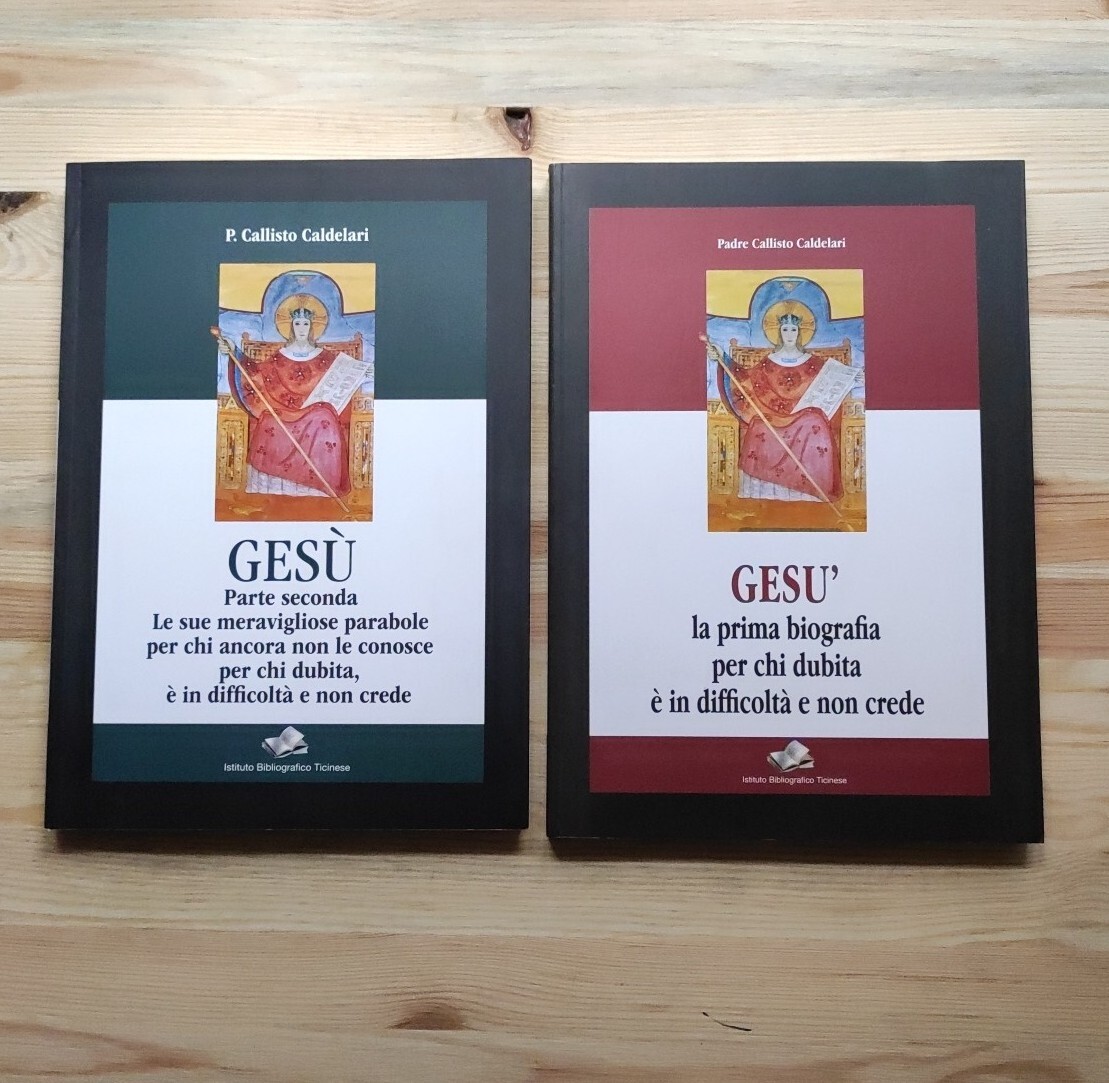 P. Callisto Caldelari
GESÙ
Parte seconda
Le sue meravigliose parabole
per chi ancora non le conosce
per chi dubita,
è in difficoltà e non crede
Istituto Bibliografico Ticinese
Padre Callisto Caldelari
GESU’
la prima biografia
per chi dubita
è in difficoltà e non crede
Istituto Bibliografico Ticinese